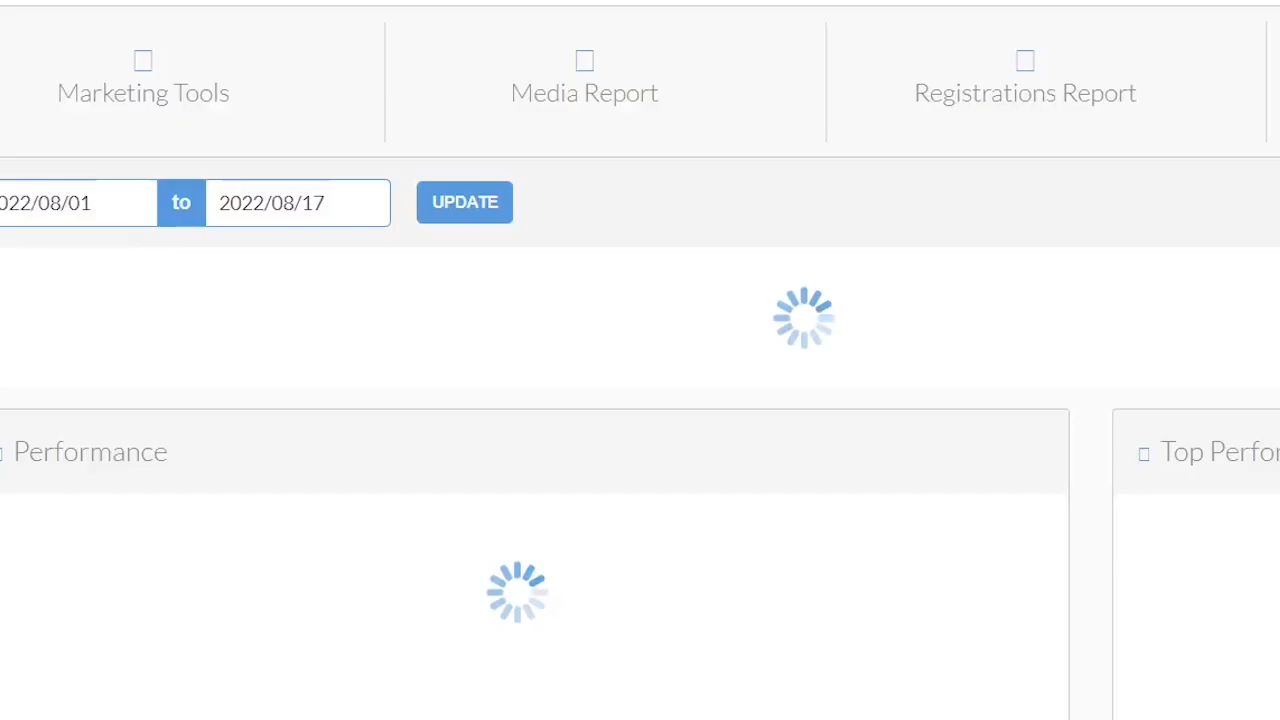 Marketing Tools
Media Report
Registrations Report
022/08/01 to 2022/08/17 UPDATE
Performance
Top Perfor